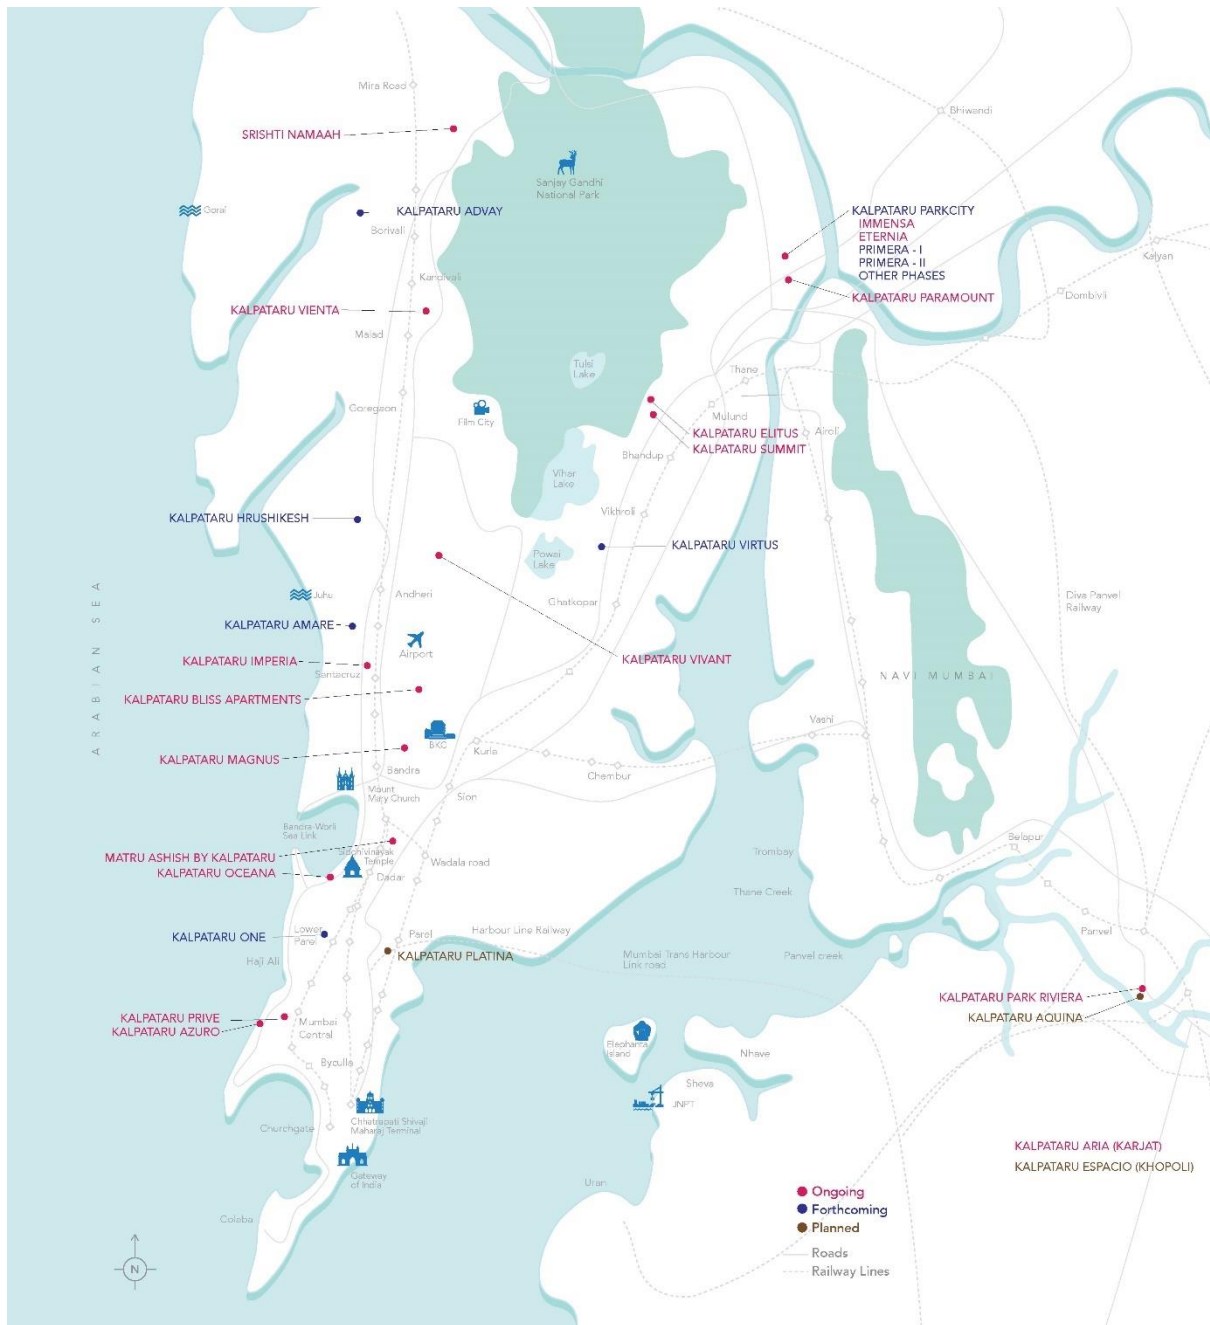 Mira Road
Bhiwandi
SRISHTI NAMAAH
Sanjay Gandhi
National Park
Gorai
KALPATARU ADVAY
Borivali
KALPATARU PARKCITY
IMMENSA
ETERNIA
PRIMERA - I
PRIMERA - II
OTHER PHASES
Kalyan
Kandivali
KALPATARU PARAMOUNT
Dombivli
KALPATARU VIENTA
Malad
Tulsi
Lake
Thane
Goregaon
Film City
Mulund
KALPATARU ELITUS
KALPATARU SUMMIT
Airoli
Bhandup
Vihar
Lake
Vikhroli
KALPATARU HRUSHIKESH
KALPATARU VIRTUS
Powai
Lake
Juhu
Andheri
Ghatkopar
Diva Panvel
Railway
ARABIAN SEA
KALPATARU AMARE
Airport
KALPATARU IMPERIA
KALPATARU VIVANT
Santacruz
NAVI MUMBAI
KALPATARU BLISS APARTMENTS
Vashi
BKC
Kurla
KALPATARU MAGNUS
Bandra
Chembur
Mount
Mary Church
Sion
Bandra Worli
Sea Link
Belapur
Siddhivinayak
Temple
MATRU ASHISH BY KALPATARU
KALPATARU OCEANA
Wadala road
Dadar
Trombay
Thane Creek
KALPATARU ONE
Lower
Parel
Parel
Harbour Line Railway
Panvel
Haji Ali
KALPATARU PLATINA
Mumbai Trans Harbour
Link road
Panvel creek
KALPATARU PARK RIVIERA
KALPATARU AQUINA
KALPATARU PRIVE
KALPATARU AZURO
Mumbai
Central
Elephanta
Island
Nhave
Byculla
Sheva
JNPT
Churchgate
Chhatrapati Shivaji
Maharaj Terminal
KALPATARU ARIA (KARJAT)
KALPATARU ESPACIO (KHOPOLI)
Gateway
of India
Uran
Colaba
Ongoing
Forthcoming
Planned
Roads
Railway Lines
N